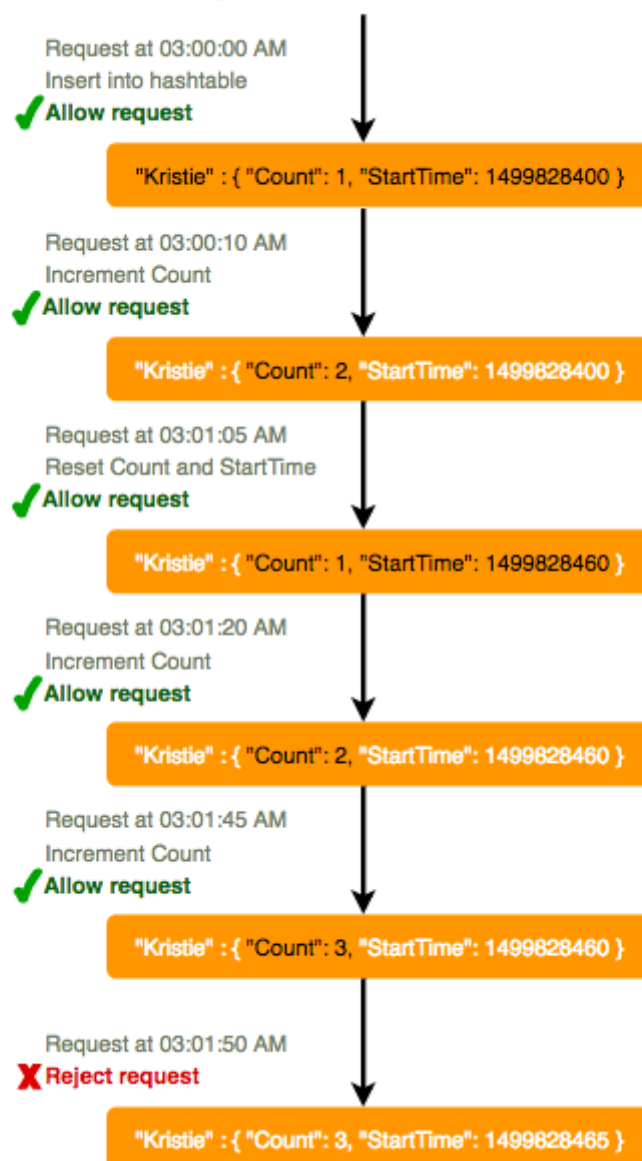 Request at 03:00:00 AM
Insert into hashtable
Allow request
"Kristie" : { "Count": 1, "StartTime": 1499828400 }
Request at 03:00:10 AM
Increment Count
Allow request
"Kristie" : { "Count": 2, "StartTime": 1499828400 }
Request at 03:01:05 AM
Reset Count and StartTime
Allow request
"Kristie" : { "Count": 1, "StartTime": 1499828460 }
Request at 03:01:20 AM
Increment Count
Allow request
"Kristie" : { "Count": 2, "StartTime": 1499828460 }
Request at 03:01:45 AM
Increment Count
Allow request
"Kristie" : { "Count": 3, "StartTime": 1499828460 }
Request at 03:01:50 AM
Reject request
"Kristie" : { "Count": 3, "StartTime": 1499828465 }